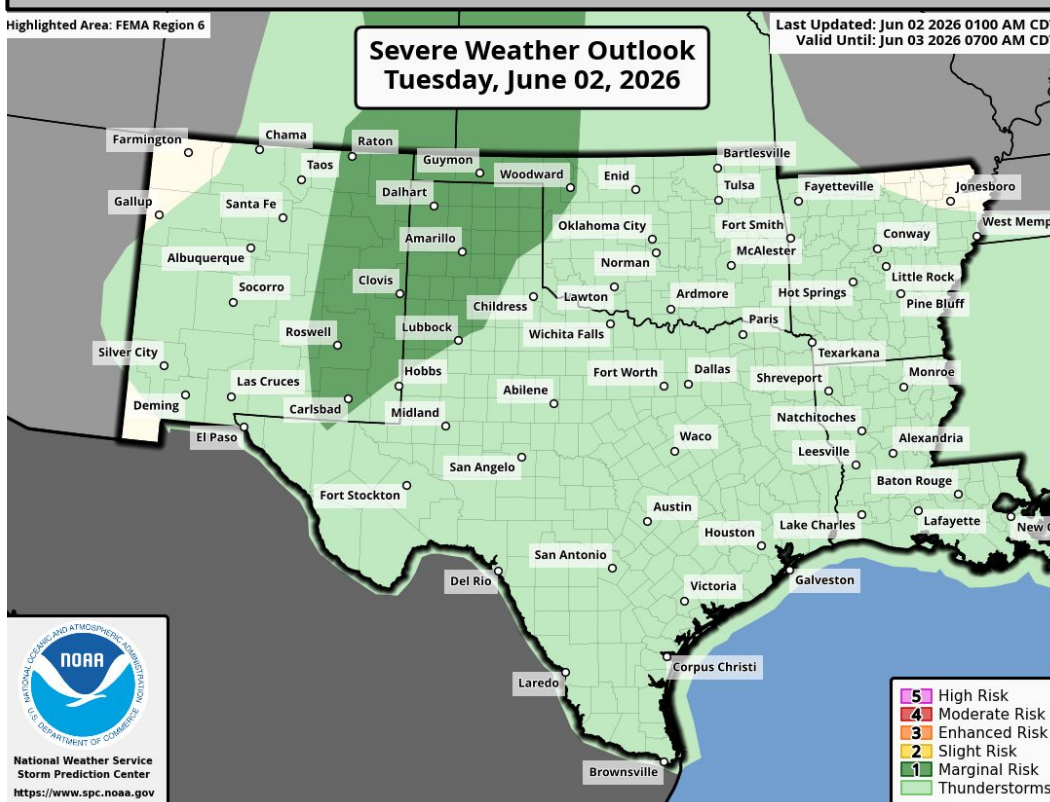 Highlighted Area: FEMA Region 6
Severe Weather Outlook
Tuesday, June 02, 2026
Last Updated: Jun 02 2026 0100 AM CDT
Valid Until: Jun 03 2026 0700 AM CDT
Farmington
Chama
Raton
Taos
Guymon
Woodward
Enid
Bartlesville
Tulsa
Fayetteville
Jonesboro
Gallup
Santa Fe
Dalhart
Oklahoma City
Fort Smith
West Memp
Albuquerque
Amarillo
Norman
McAlester
Conway
Socorro
Clovis
Childress
Lawton
Ardmore
Hot Springs
Little Rock
Pine Bluff
Roswell
Lubbock
Wichita Falls
Paris
Texarkana
Silver City
Las Cruces
Hobbs
Abilene
Fort Worth
Dallas
Shreveport
Monroe
Deming
Carlsbad
Midland
Natchitoches
El Paso
San Angelo
Waco
Leesville
Alexandria
Fort Stockton
Austin
Houston
Lake Charles
Baton Rouge
Lafayette
New O
Del Rio
San Antonio
Victoria
Galveston
Laredo
Corpus Christi
Brownsville
NATIONAL OCEANIC AND ATMOSPHERIC ADMINISTRATION
NOAA
U.S. DEPARTMENT OF COMMERCE
National Weather Service
Storm Prediction Center
https://www.spc.noaa.gov
5 High Risk
4 Moderate Risk
3 Enhanced Risk
2 Slight Risk
1 Marginal Risk
Thunderstorms